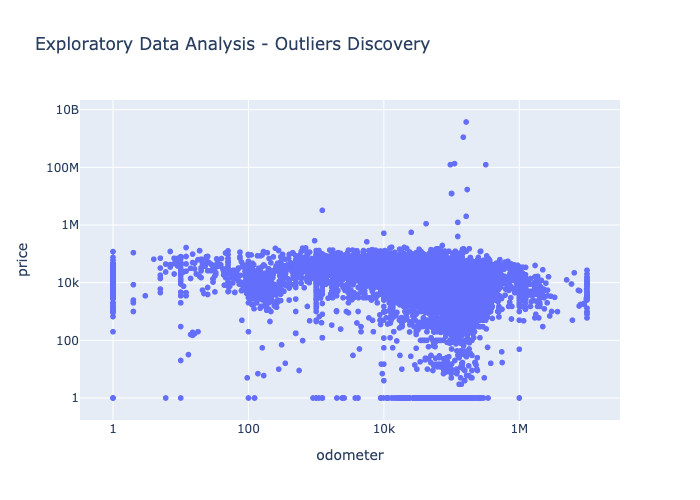 Exploratory Data Analysis - Outliers Discovery
10B
100M
1M
10k
100
1
price
1 100 10k 1M
odometer